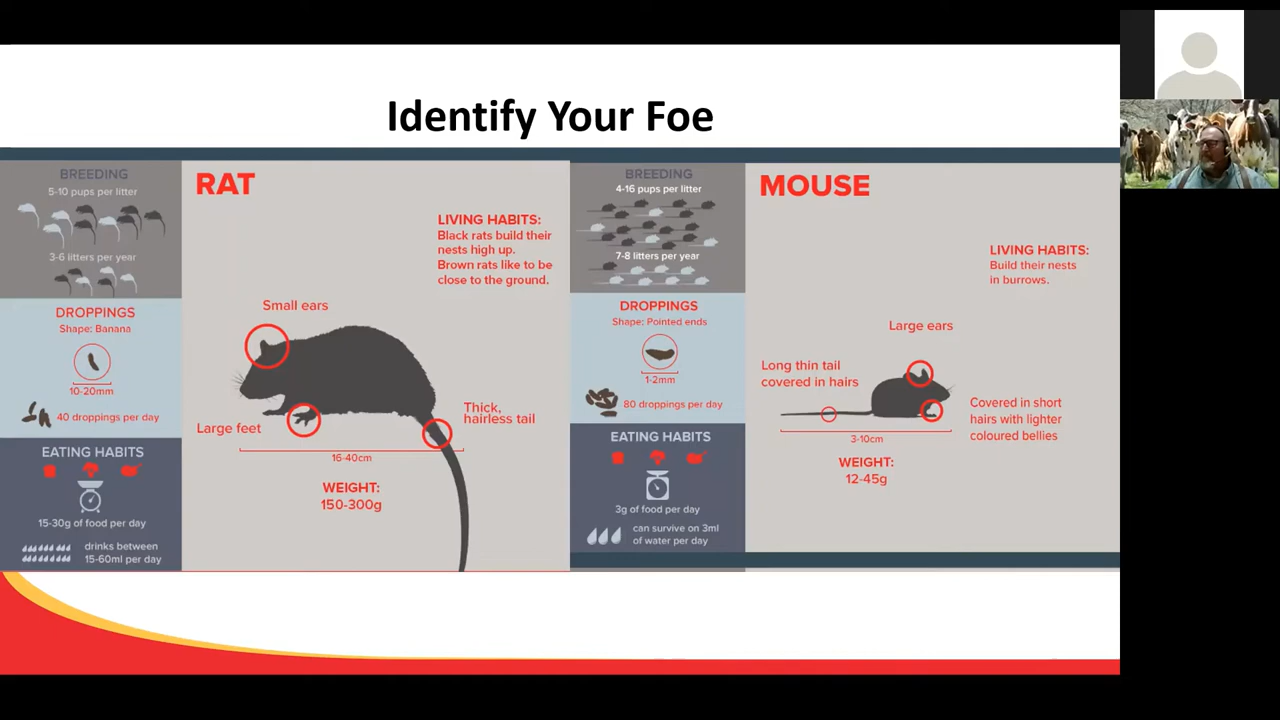 Identify Your Foe
BREEDING
5-10 pups per litter
3-6 litters per year
DROPPINGS
Shape: Banana
10-20mm
40 droppings per day
EATING HABITS
15-30g of food per day
drinks between
15-60ml per day
RAT
LIVING HABITS:
Black rats build their
nests high up.
Brown rats like to be
close to the ground.
Small ears
Large feet
Thick,
hairless tail
16-40cm
WEIGHT:
150-300g
BREEDING
4-16 pups per litter
7-8 litters per year
DROPPINGS
Shape: Pointed ends
1-2mm
80 droppings per day
EATING HABITS
3g of food per day
can survive on 3ml
of water per day
MOUSE
LIVING HABITS:
Build their nests
in burrows.
Large ears
Long thin tail
covered in hairs
Covered in short
hairs with lighter
coloured bellies
3-10cm
WEIGHT:
12-45g